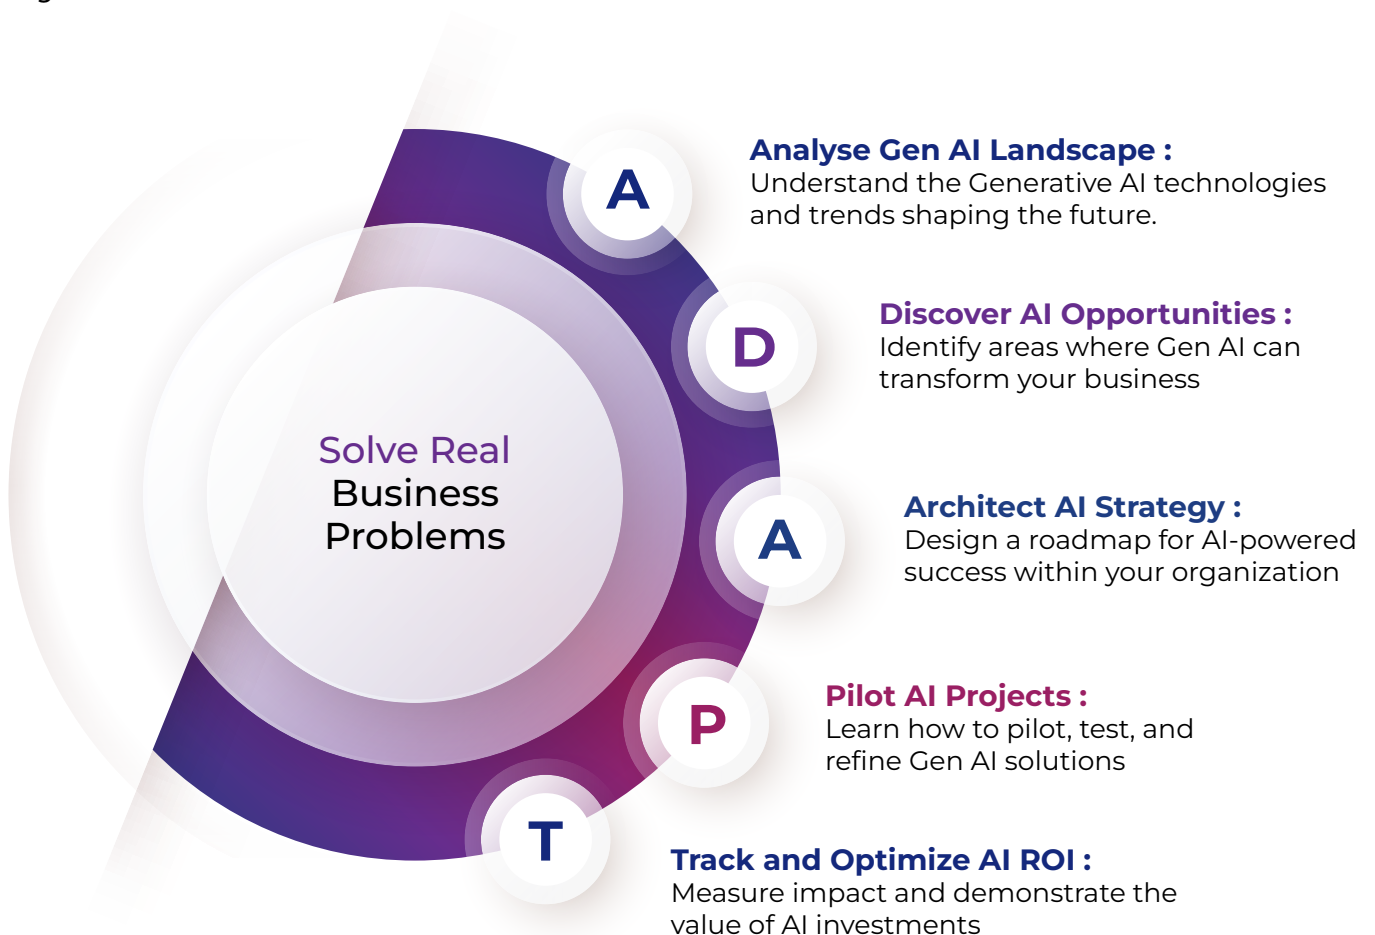 A
Analyse Gen AI Landscape :
Understand the Generative AI technologies
and trends shaping the future.
D
Discover AI Opportunities :
Identify areas where Gen AI can
transform your business
Solve Real
Business
Problems
A
Architect AI Strategy :
Design a roadmap for AI-powered
success within your organization
P
Pilot AI Projects :
Learn how to pilot, test, and
refine Gen AI solutions
T
Track and Optimize AI ROI :
Measure impact and demonstrate the
value of AI investments